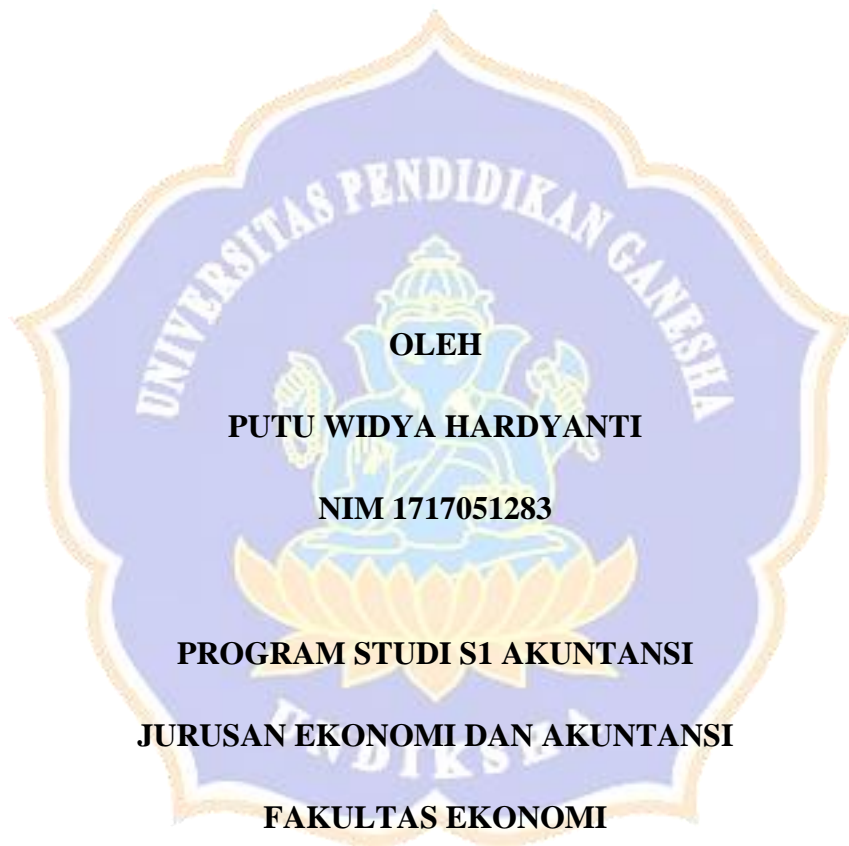 UNIVERSITAS PENDIDIKAN GANESHA
OLEH
PUTU WIDYA HARDYANTI
NIM 1717051283
PROGRAM STUDI S1 AKUNTANSI
JURUSAN EKONOMI DAN AKUNTANSI
UNDIKSHA
FAKULTAS EKONOMI